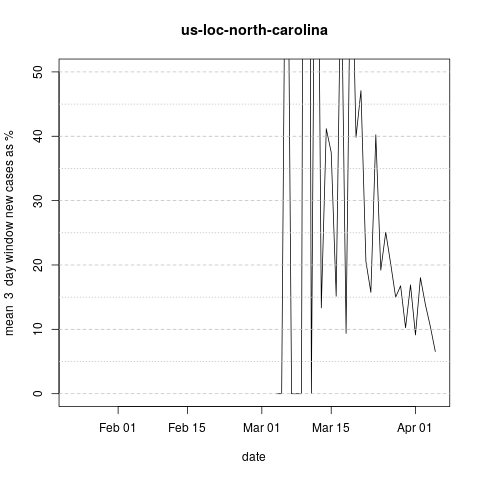 us-loc-north-carolina
mean 3 day window new cases as %
50
40
30
20
10
0
Feb 01 Feb 15 Mar 01 Mar 15 Apr 01
date